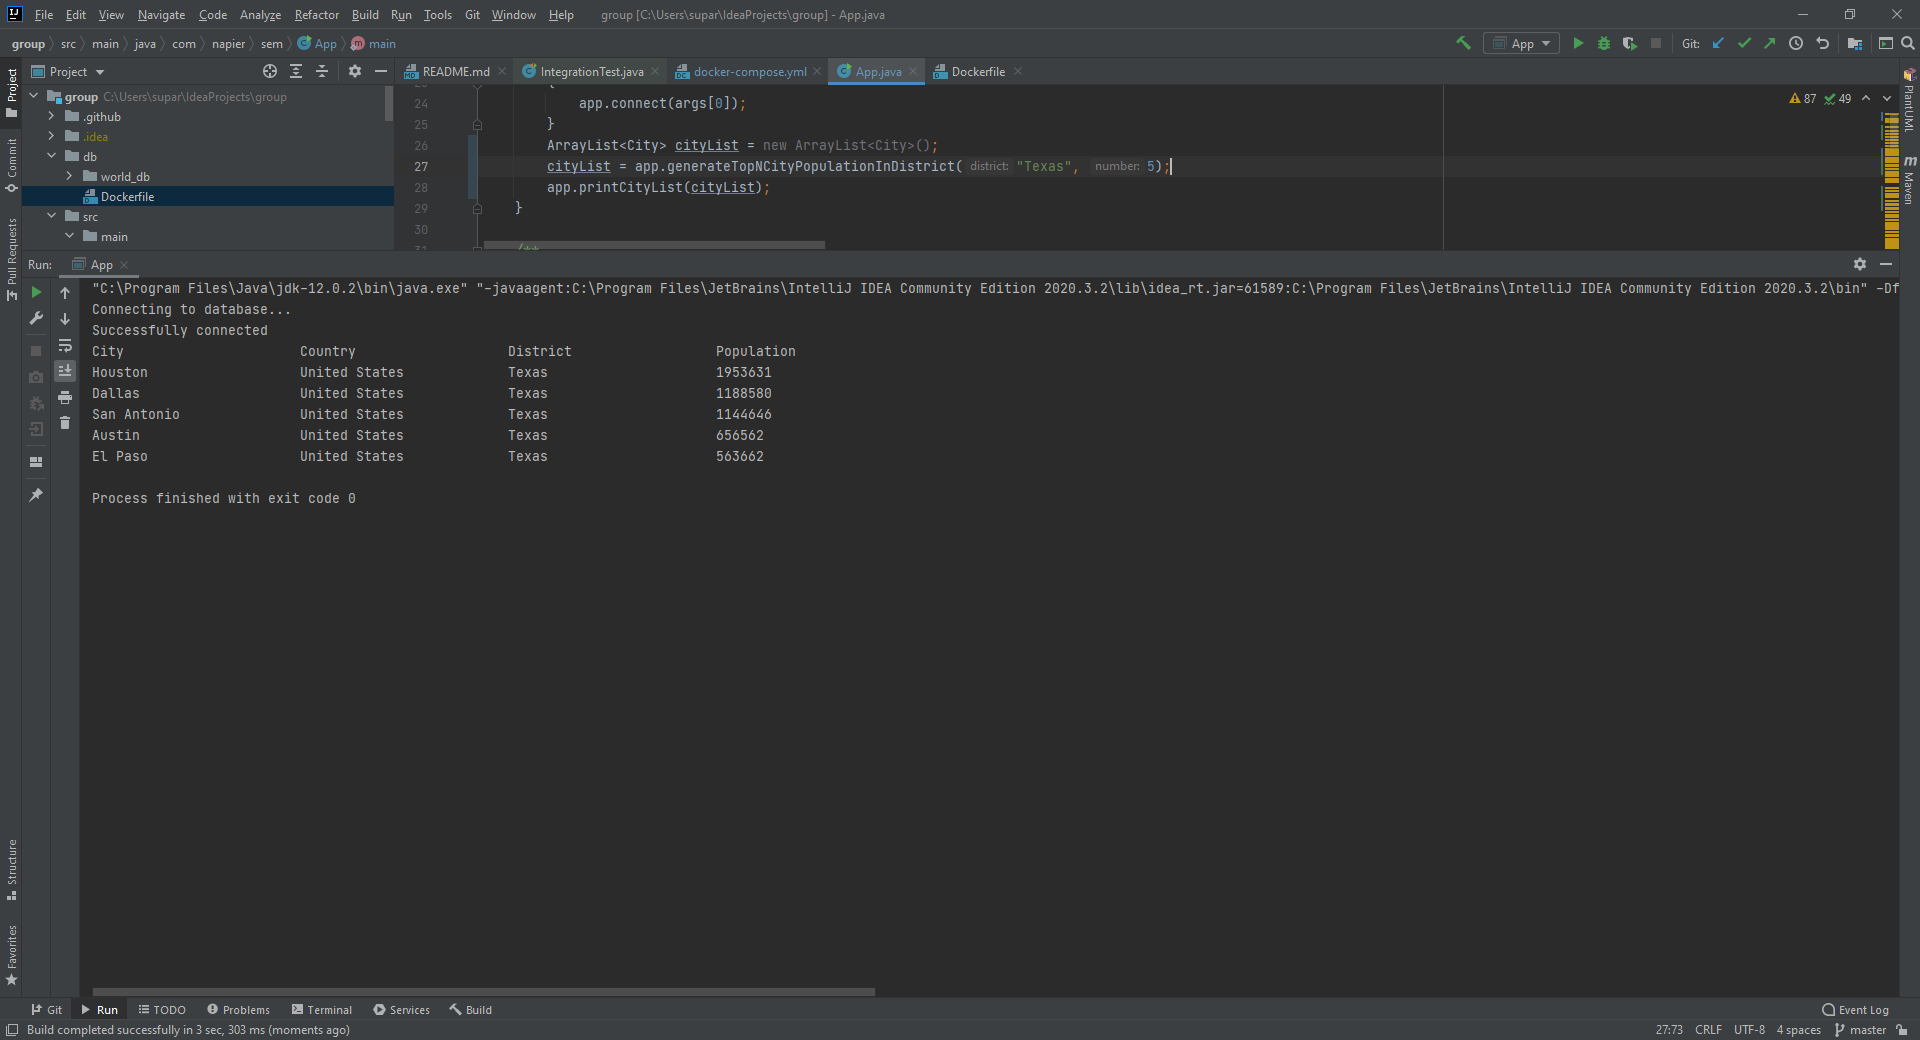 File Edit View Navigate Code Analyze Refactor Build Run Tools Git Window Help group [C:\Users\supar\IdeaProjects\group] - App.java
group src main java com napier sem App main App Git:
Project README.md IntegrationTest.java docker-compose.yml App.java Dockerfile
group C:\Users\supar\IdeaProjects\group
.github
.idea
db
world_db
Dockerfile
src
main
24 app.connect(args[0]);
25 }
26 ArrayList<City> cityList = new ArrayList<City>();
27 cityList = app.generateTopNCityPopulationInDistrict( district: "Texas", number: 5);
28 app.printCityList(cityList);
29 }
30
31 /**
87 49
Project
Commit
Pull Requests
Structure
Favorites
PlantUML
Maven
Run: App
"C:\Program Files\Java\jdk-12.0.2\bin\java.exe" "-javaagent:C:\Program Files\JetBrains\IntelliJ IDEA Community Edition 2020.3.2\lib\idea_rt.jar=61589:C:\Program Files\JetBrains\IntelliJ IDEA Community Edition 2020.3.2\bin" -Df
Connecting to database...
Successfully connected
City Country District Population
Houston United States Texas 1953631
Dallas United States Texas 1188580
San Antonio United States Texas 1144646
Austin United States Texas 656562
El Paso United States Texas 563662
Process finished with exit code 0
Git Run TODO Problems Terminal Services Build Event Log
Build completed successfully in 3 sec, 303 ms (moments ago) 27:73 CRLF UTF-8 4 spaces master